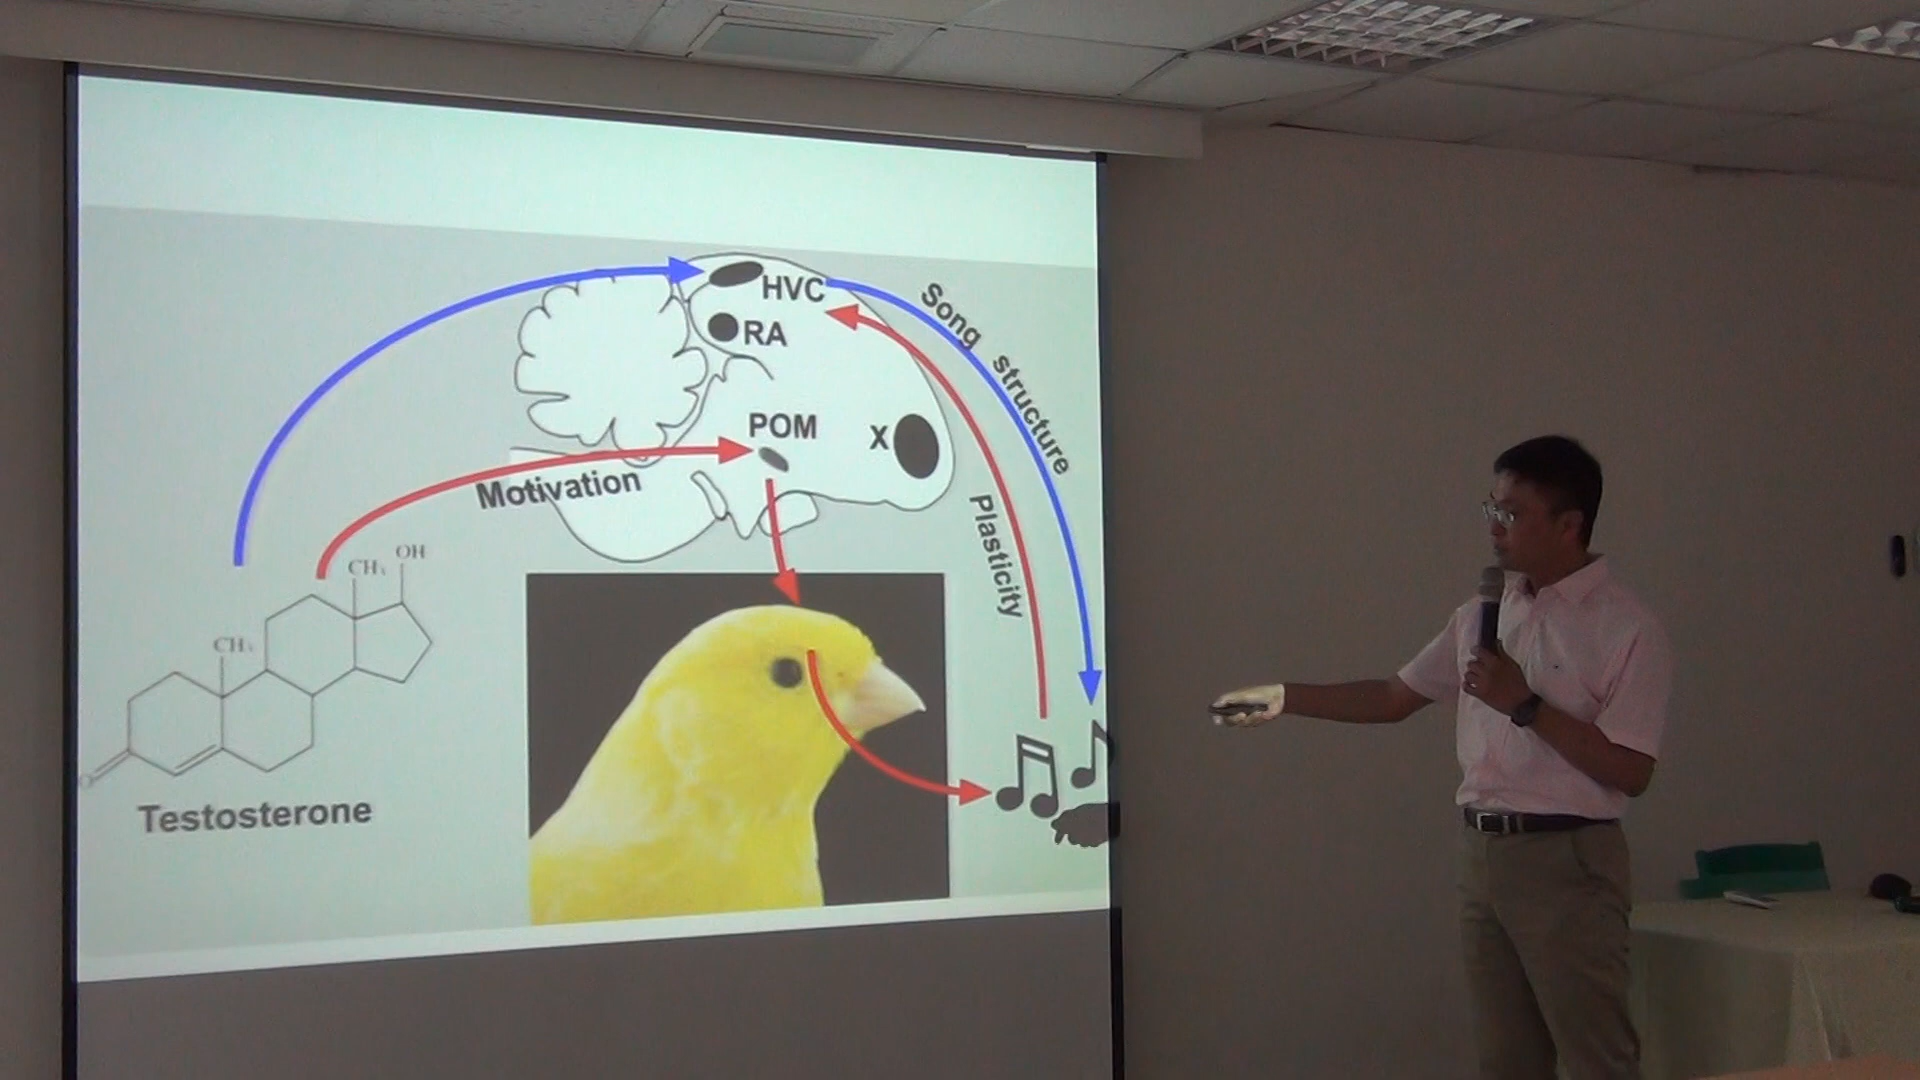 HVC
RA
Song structure
POM
X
Motivation
Plasticity
OH
CH₃
CH₃
O
Testosterone